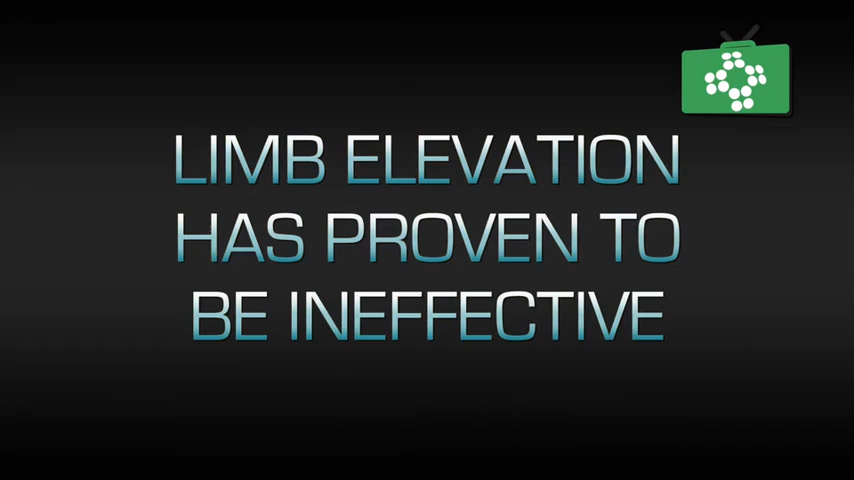 LIMB ELEVATION
HAS PROVEN TO
BE INEFFECTIVE